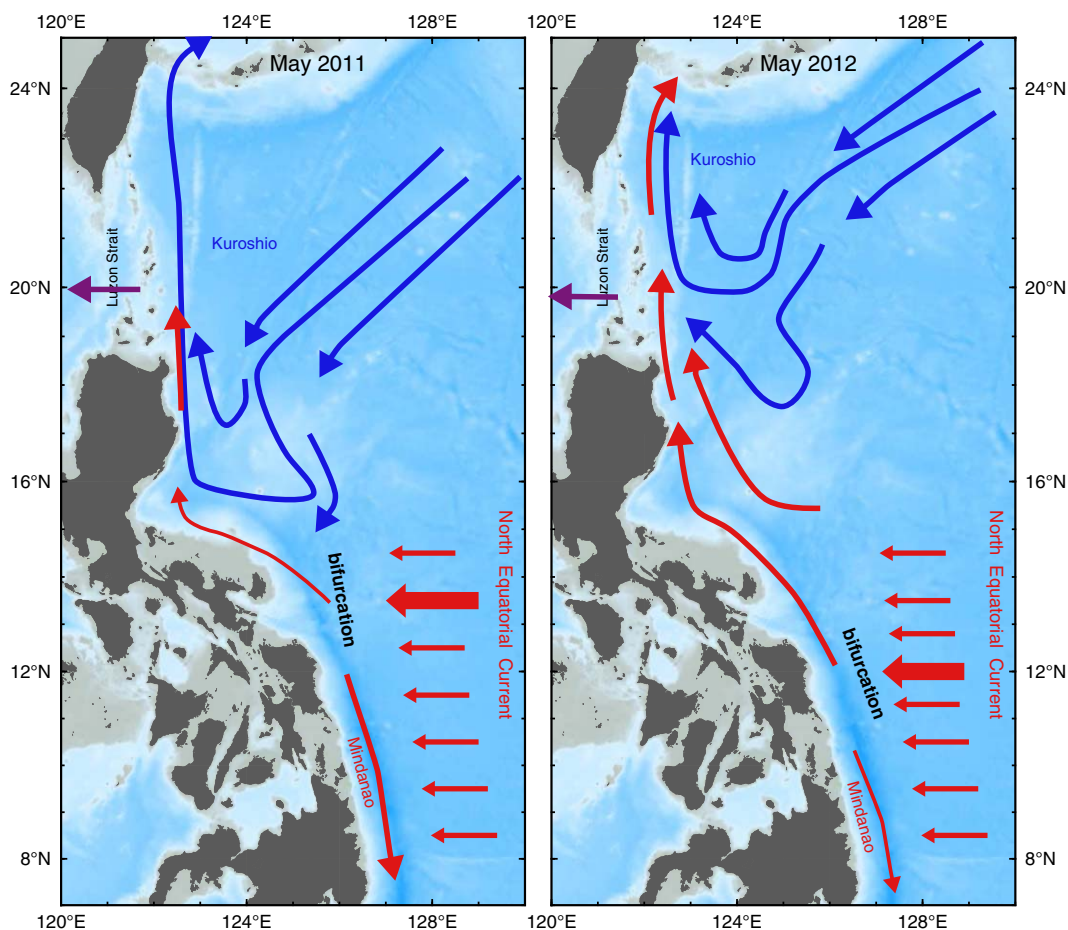 120°E 124°E 128°E 120°E 124°E 128°E
May 2011 May 2012
24°N 24°N
Kuroshio
Kuroshio
Luzon Strait
Luzon Strait
20°N 20°N
16°N 16°N
North Equatorial Current
North Equatorial Current
bifurcation
bifurcation
12°N 12°N
Mindanao
Mindanao
8°N 8°N
120°E 124°E 128°E 120°E 124°E 128°E